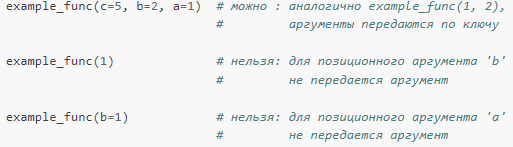 example_func(c=5, b=2, a=1)  # можно : аналогично example_func(1, 2),
#         аргументы передаются по ключу
example_func(1)              # нельзя: для позиционного аргумента 'b'
#         не передается аргумент
example_func(b=1)            # нельзя: для позиционного аргумента 'a'
#         не передается аргумент